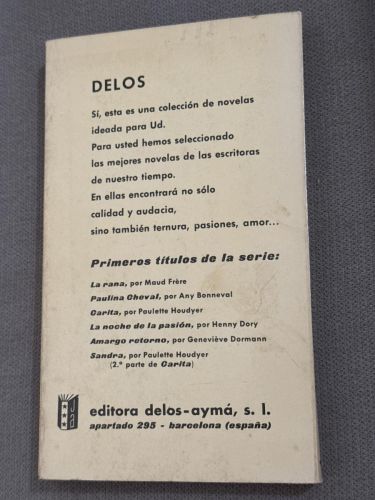 DELOS
Sí, esta es una colección de novelas
ideada para Ud.
Para usted hemos seleccionado
las mejores novelas de las escritoras
de nuestro tiempo.
En ellas encontrará no sólo
calidad y audacia,
sino también ternura, pasiones, amor...
Primeros títulos de la serie:
La rana, por Maud Frère
Paulina Cheval, por Any Bonneval
Carita, por Paulette Houdyer
La noche de la pasión, por Henny Dory
Amargo retorno, por Geneviève Dormann
Sandra, por Paulette Houdyer
(2.ª parte de Carita)
editora delos-aymá, s. l.
apartado 295 - barcelona (españa)